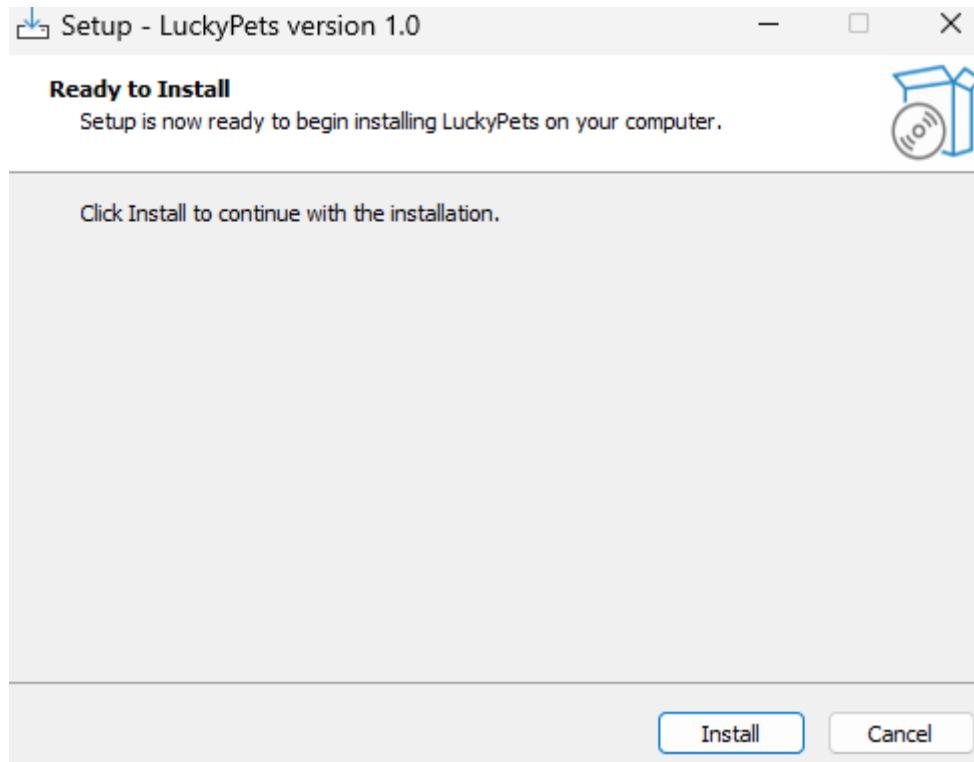 Setup - LuckyPets version 1.0
Ready to Install
Setup is now ready to begin installing LuckyPets on your computer.
Click Install to continue with the installation.
Install Cancel